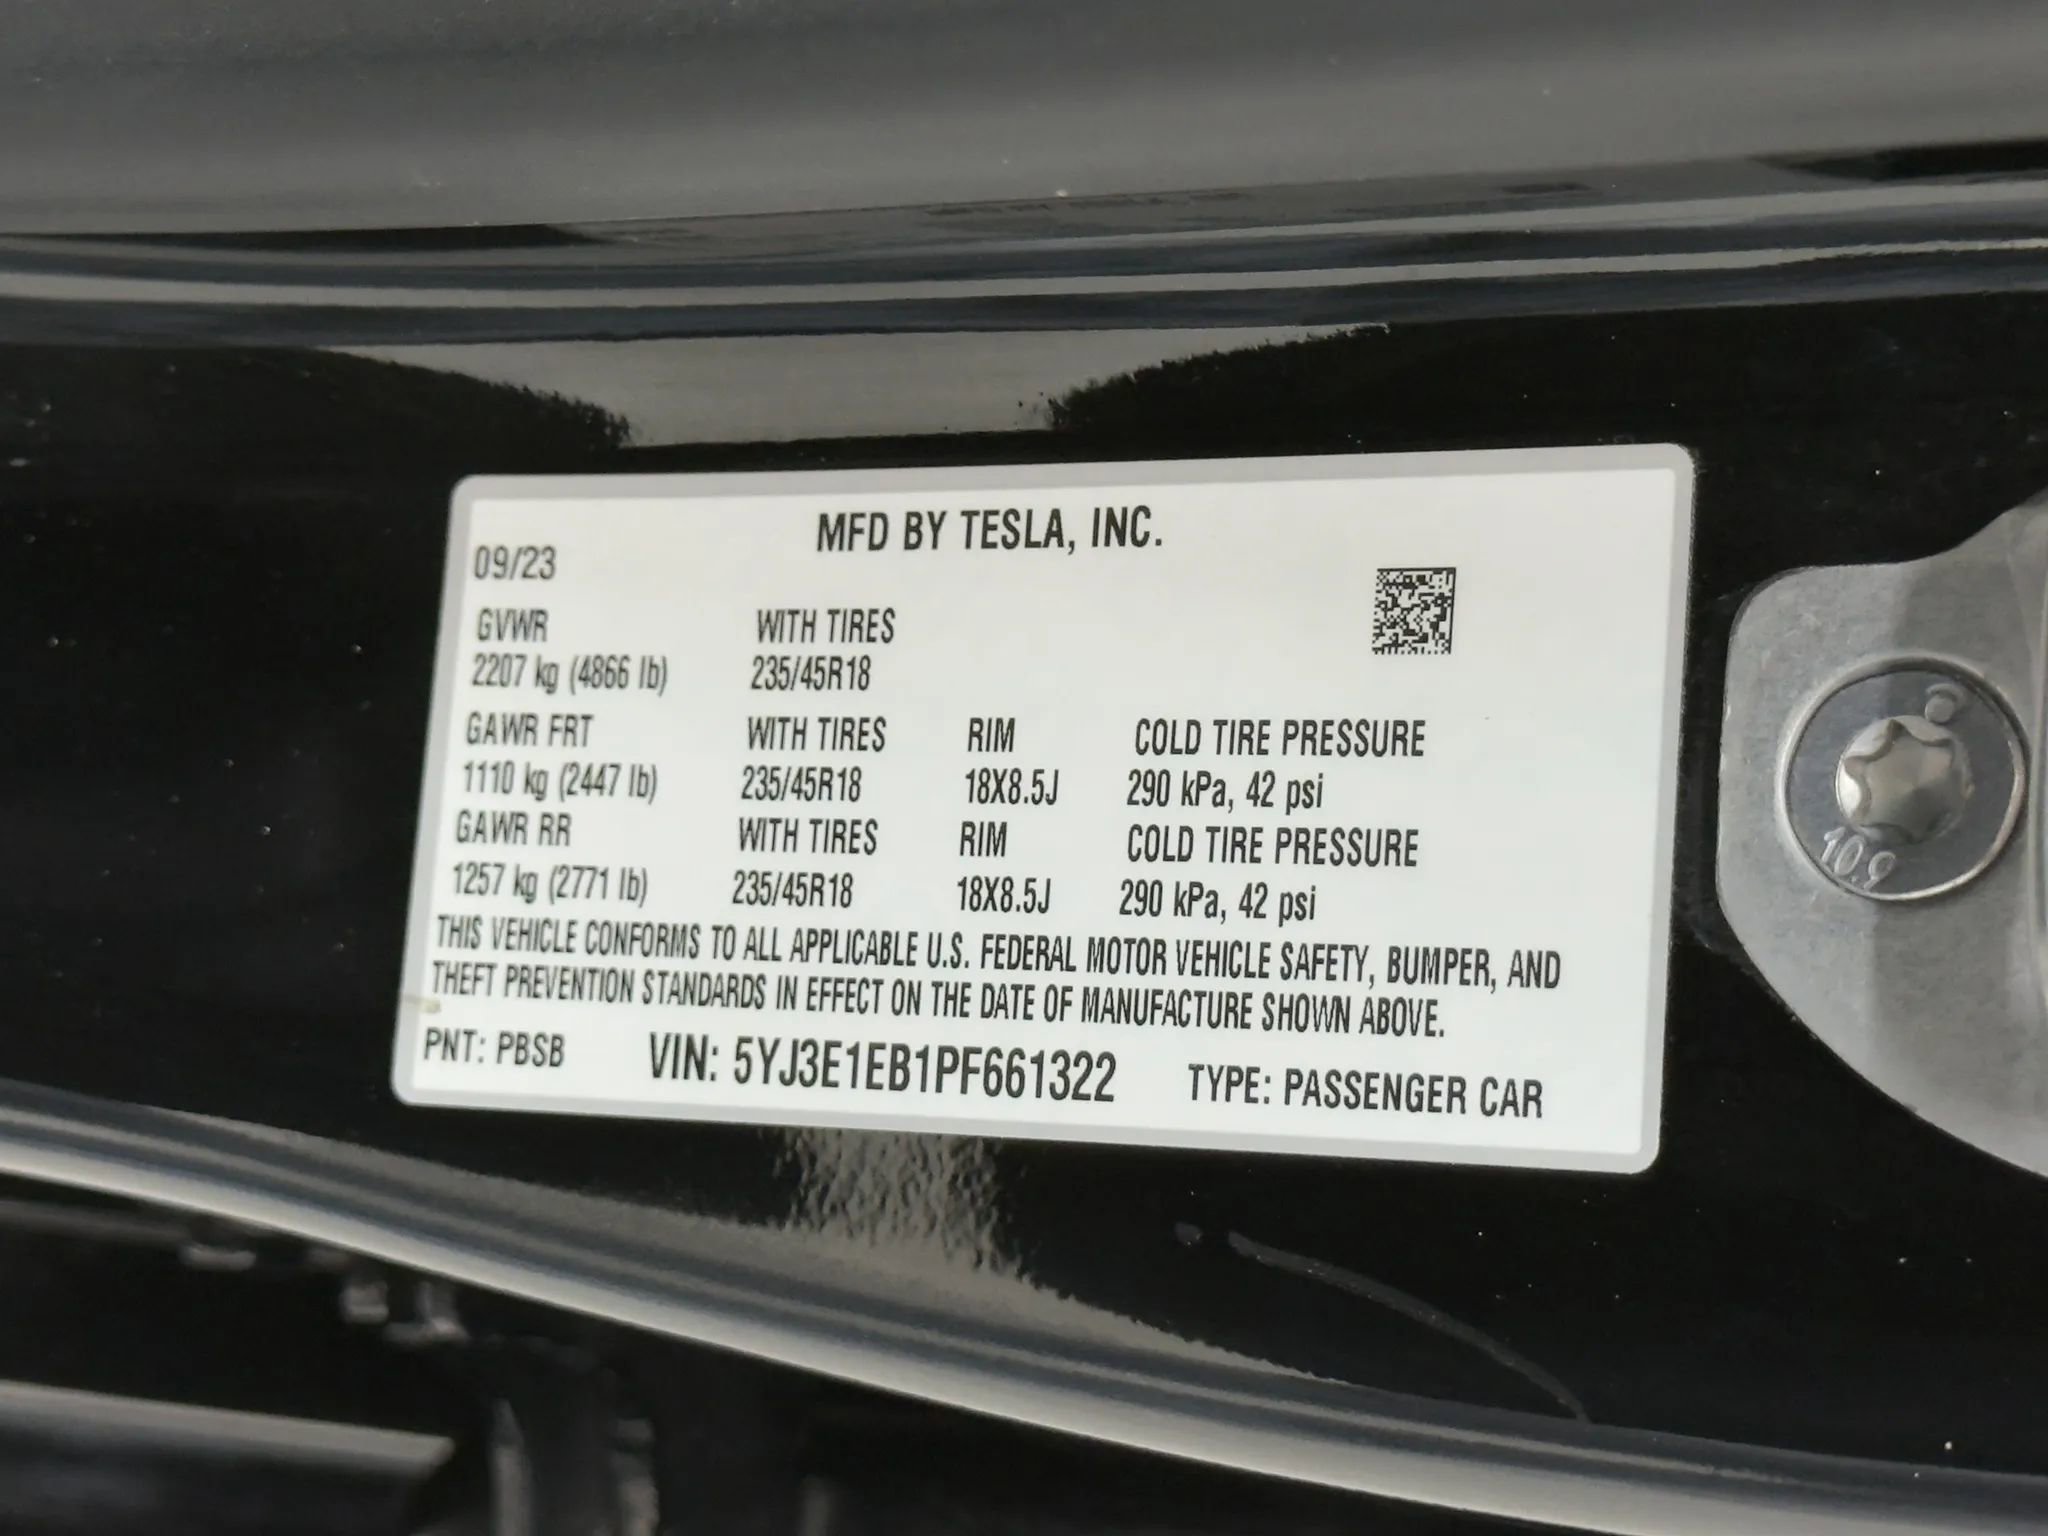 MFD BY TESLA, INC.
09/23
GVWR WITH TIRES
2207 kg (4866 lb) 235/45R18
GAWR FRT WITH TIRES RIM COLD TIRE PRESSURE
1110 kg (2447 lb) 235/45R18 18X8.5J 290 kPa, 42 psi
GAWR RR WITH TIRES RIM COLD TIRE PRESSURE
1257 kg (2771 lb) 235/45R18 18X8.5J 290 kPa, 42 psi
THIS VEHICLE CONFORMS TO ALL APPLICABLE U.S. FEDERAL MOTOR VEHICLE SAFETY, BUMPER, AND
THEFT PREVENTION STANDARDS IN EFFECT ON THE DATE OF MANUFACTURE SHOWN ABOVE.
PNT: PBSB VIN: 5YJ3E1EB1PF661322 TYPE: PASSENGER CAR
10.9